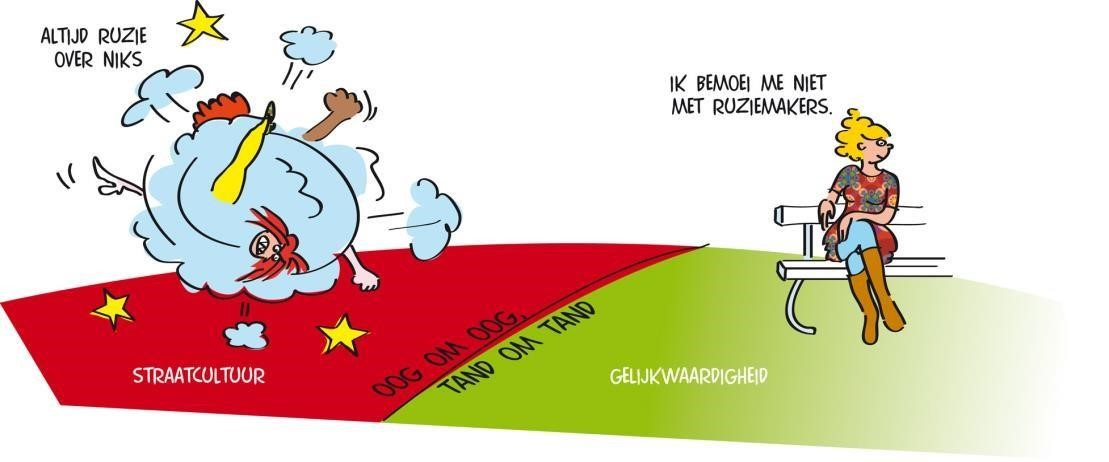 ALTIJD RUZIE
OVER NIKS
IK BEMOEI ME NIET
MET RUZIEMAKERS.
OOG OM OOG,
TAND OM TAND
STRAATCULTUUR
GELIJKWAARDIGHEID